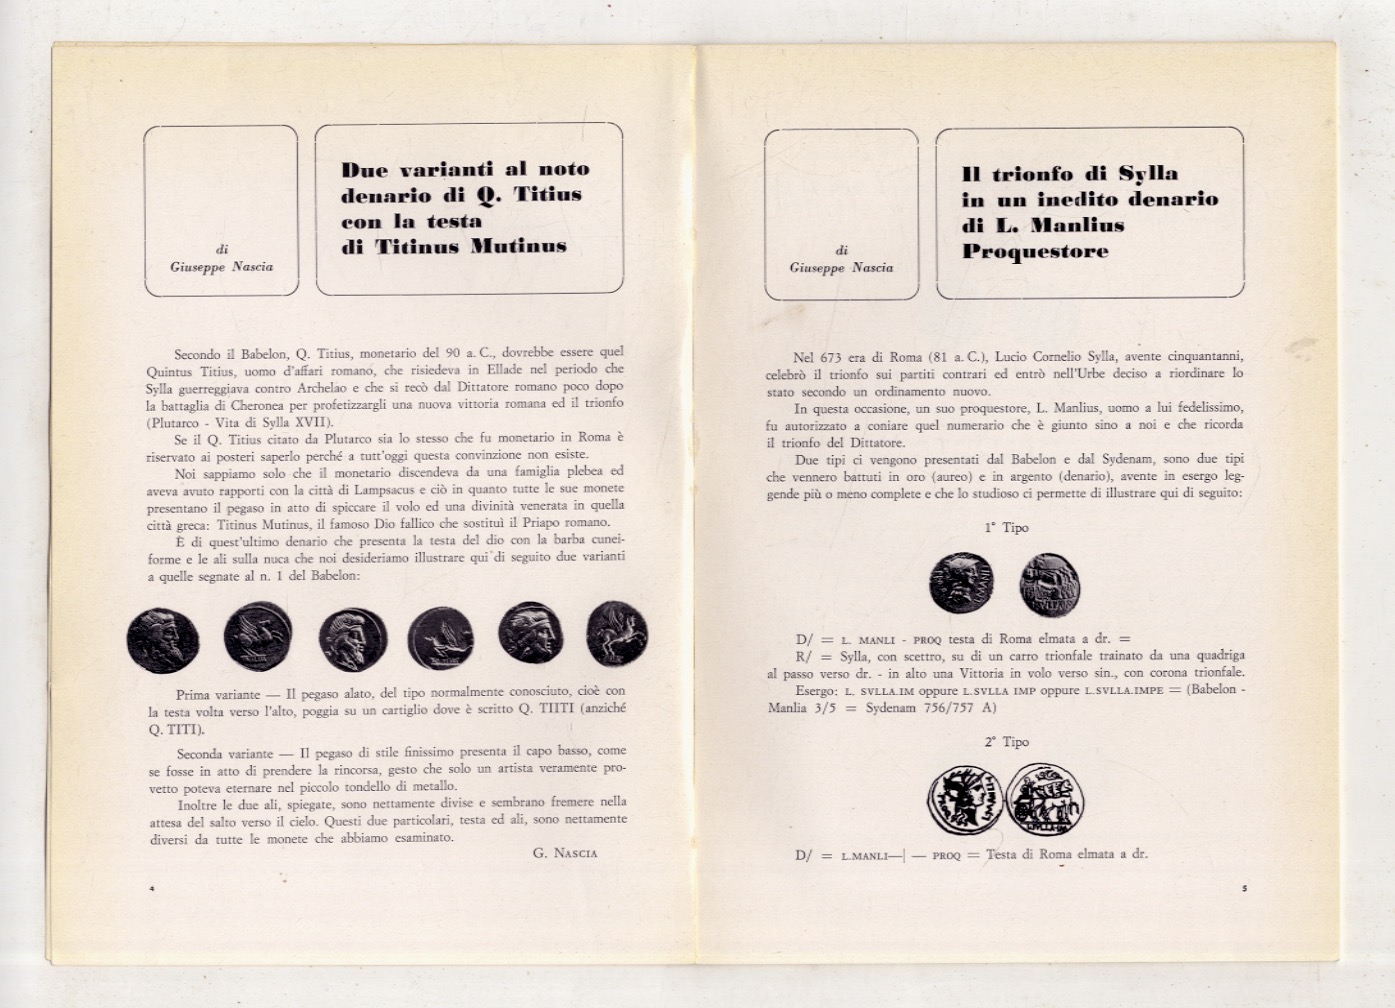 di
Giuseppe Nascia
Due varianti al noto
denario di Q. Titius
con la testa
di Titinus Mutinus
Secondo il Babelon, Q. Titius, monetario del 90 a. C., dovrebbe essere quel
Quintus Titius, uomo d'affari romano, che risiedeva in Ellade nel periodo che
Sylla guerreggiava contro Archelao e che si recò dal Dittatore romano poco dopo
la battaglia di Cheronea per profetizzargli una nuova vittoria romana ed il trionfo
(Plutarco - Vita di Sylla XVII).
Se il Q. Titius citato da Plutarco sia lo stesso che fu monetario in Roma è
riservato ai posteri saperlo perché a tutt'oggi questa convinzione non esiste.
Noi sappiamo solo che il monetario discendeva da una famiglia plebea ed
aveva avuto rapporti con la città di Lampsacus e ciò in quanto tutte le sue monete
presentano il pegaso in atto di spiccare il volo ed una divinità venerata in quella
città greca: Titinus Mutinus, il famoso Dio fallico che sostituì il Priapo romano.
È di quest'ultimo denario che presenta la testa del dio con la barba cunei-
forme e le ali sulla nuca che noi desideriamo illustrare qui di seguito due varianti
a quelle segnate al n. 1 del Babelon:
Prima variante — Il pegaso alato, del tipo normalmente conosciuto, cioè con
la testa volta verso l'alto, poggia su un cartiglio dove è scritto Q. TIITI (anziché
Q. TITI).
Seconda variante — Il pegaso di stile finissimo presenta il capo basso, come
se fosse in atto di prendere la rincorsa, gesto che solo un artista veramente pro-
vetto poteva eternare nel piccolo tondello di metallo.
Inoltre le due ali, spiegate, sono nettamente divise e sembrano fremere nella
attesa del salto verso il cielo. Questi due particolari, testa ed ali, sono nettamente
diversi da tutte le monete che abbiamo esaminato.
G. NASCIA
4
di
Giuseppe Nascia
Il trionfo di Sylla
in un inedito denario
di L. Manlius
Proquestore
Nel 673 era di Roma (81 a. C.), Lucio Cornelio Sylla, avente cinquantanni,
celebrò il trionfo sui partiti contrari ed entrò nell'Urbe deciso a riordinare lo
stato secondo un ordinamento nuovo.
In questa occasione, un suo proquestore, L. Manlius, uomo a lui fedelissimo,
fu autorizzato a coniare quel numerario che è giunto sino a noi e che ricorda
il trionfo del Dittatore.
Due tipi ci vengono presentati dal Babelon e dal Sydenam, sono due tipi
che vennero battuti in oro (aureo) e in argento (denario), avente in esergo leg-
gende più o meno complete e che lo studioso ci permette di illustrare qui di seguito:
1° Tipo
D/ = L. MANLI - PROQ testa di Roma elmata a dr. =
R/ = Sylla, con scettro, su di un carro trionfale trainato da una quadriga
al passo verso dr. - in alto una Vittoria in volo verso sin., con corona trionfale.
Esergo: L. SVLLA.IM oppure L.SVLLA IMP oppure L.SVLLA.IMPE = (Babelon -
Manlia 3/5 = Sydenam 756/757 A)
2° Tipo
D/ = L.MANLI—| — PROQ = Testa di Roma elmata a dr.
5